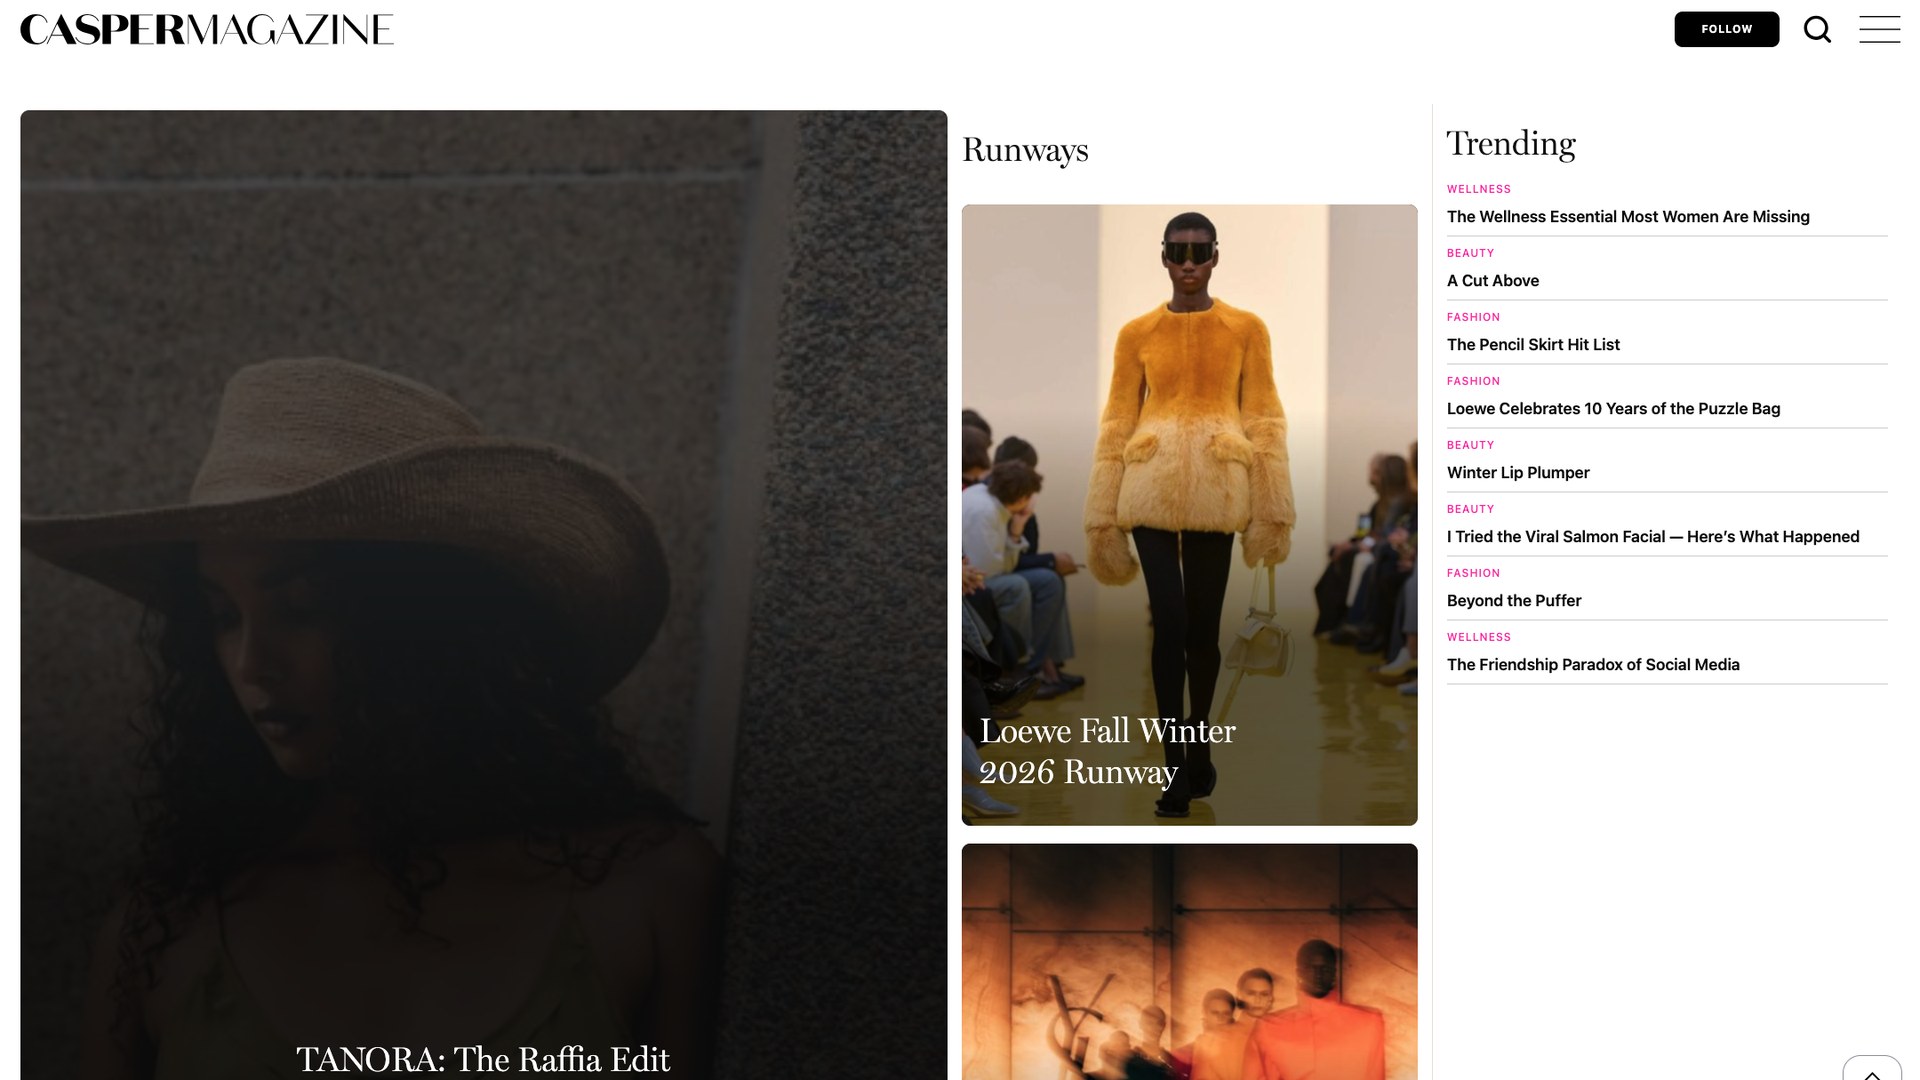 CASPERMAGAZINE
FOLLOW
TANORA: The Raffia Edit
Runways
Loewe Fall Winter
2026 Runway
Trending
WELLNESS
The Wellness Essential Most Women Are Missing
BEAUTY
A Cut Above
FASHION
The Pencil Skirt Hit List
FASHION
Loewe Celebrates 10 Years of the Puzzle Bag
BEAUTY
Winter Lip Plumper
BEAUTY
I Tried the Viral Salmon Facial — Here’s What Happened
FASHION
Beyond the Puffer
WELLNESS
The Friendship Paradox of Social Media